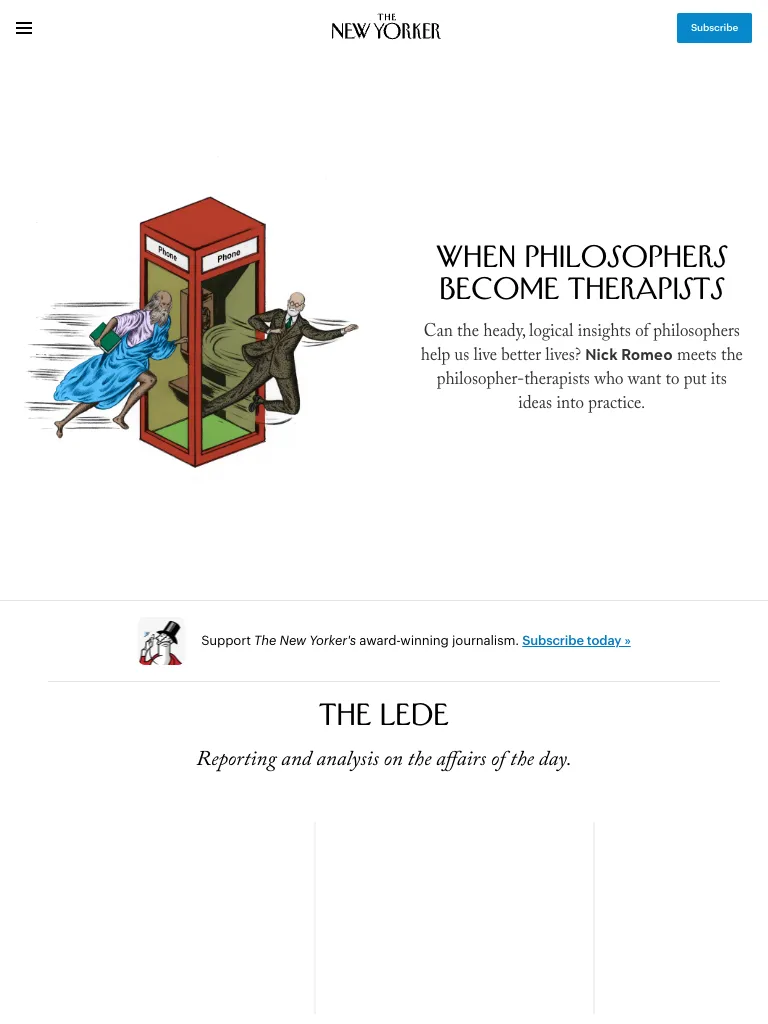 THE
NEW YORKER
Subscribe
Phone
Phone
WHEN PHILOSOPHERS
BECOME THERAPISTS
Can the heady, logical insights of philosophers
help us live better lives? Nick Romeo meets the
philosopher-therapists who want to put its
ideas into practice.
Support The New Yorker's award-winning journalism. Subscribe today »
THE LEDE
Reporting and analysis on the affairs of the day.